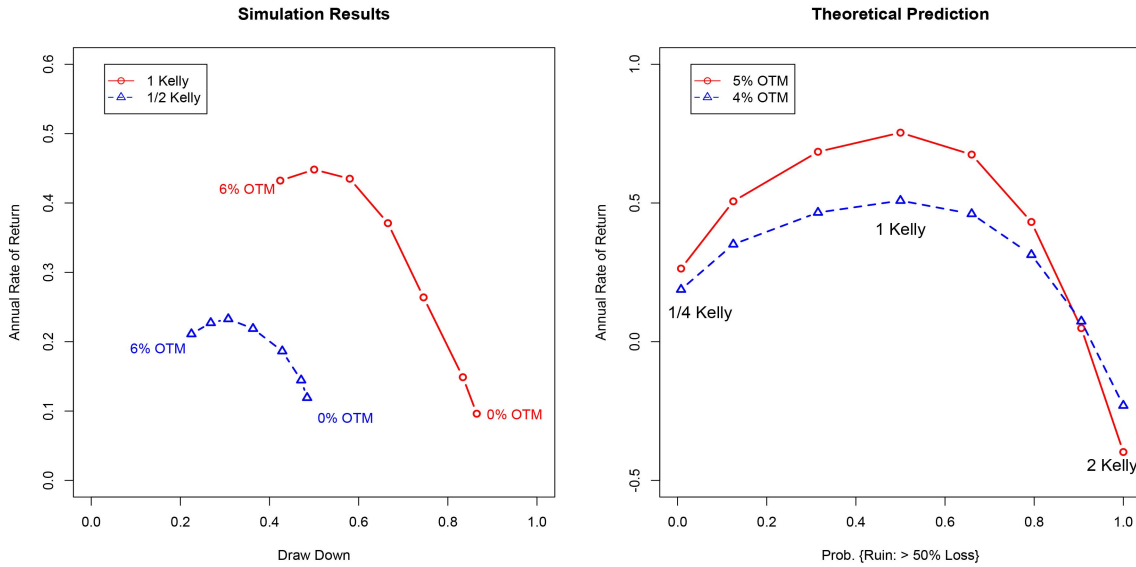 Simulation Results
Annual Rate of Return
0.6
0.5
0.4
0.3
0.2
0.1
0.0
1 Kelly
1/2 Kelly
6% OTM
0% OTM
6% OTM
0% OTM
0.0 0.2 0.4 0.6 0.8 1.0
Draw Down
Theoretical Prediction
Annual Rate of Return
1.0
0.5
0.0
-0.5
5% OTM
4% OTM
1 Kelly
1/4 Kelly
2 Kelly
0.0 0.2 0.4 0.6 0.8 1.0
Prob. {Ruin: > 50% Loss}